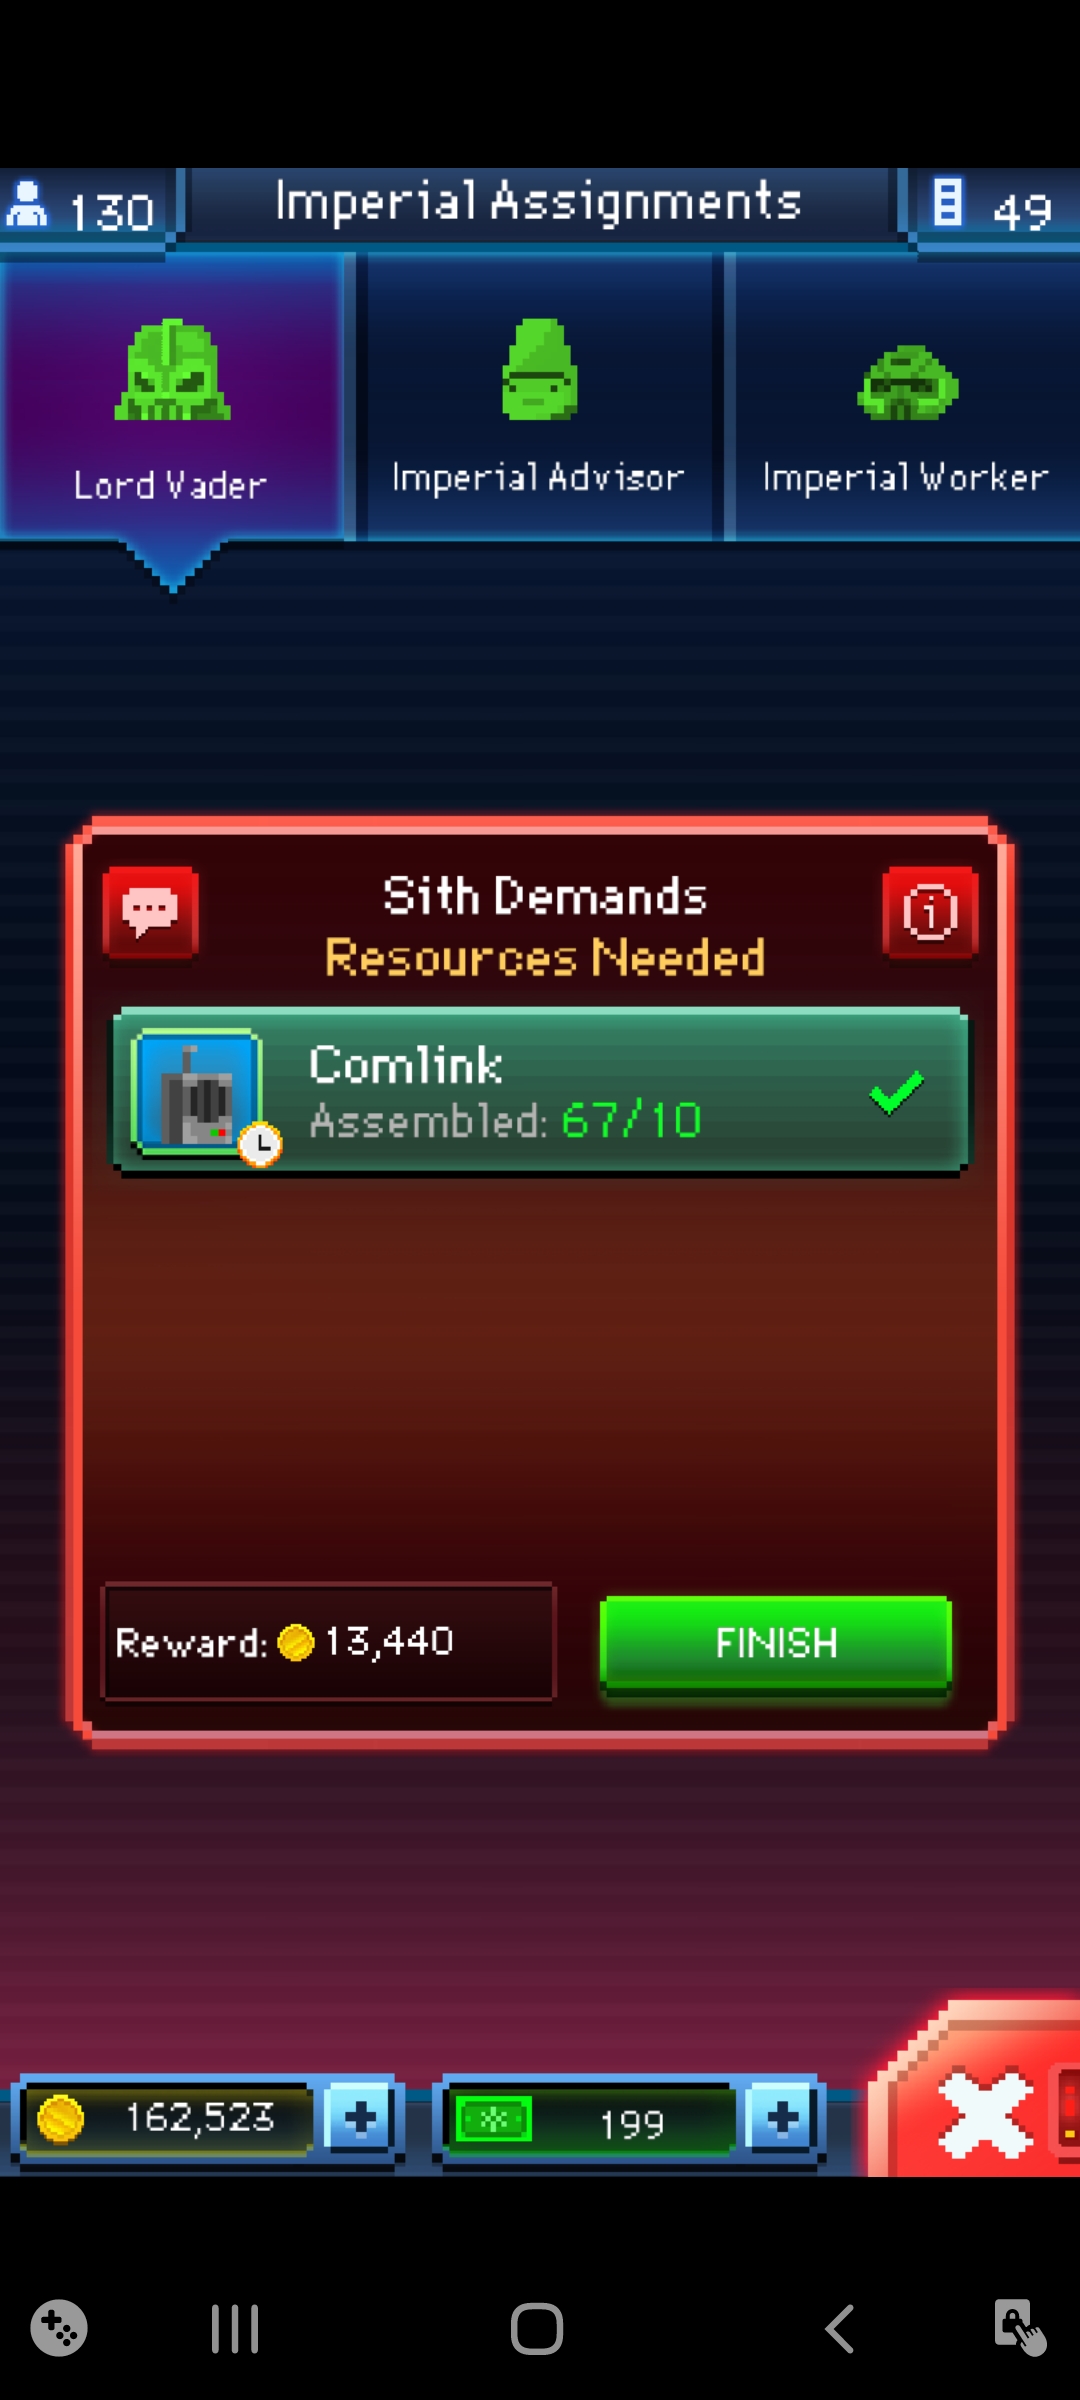 130
Imperial Assignments
49
Lord Vader
Imperial Advisor
Imperial Worker
Sith Demands
Resources Needed
Comlink
Assembled: 67/10
Reward: 13,440
FINISH
162,523
199